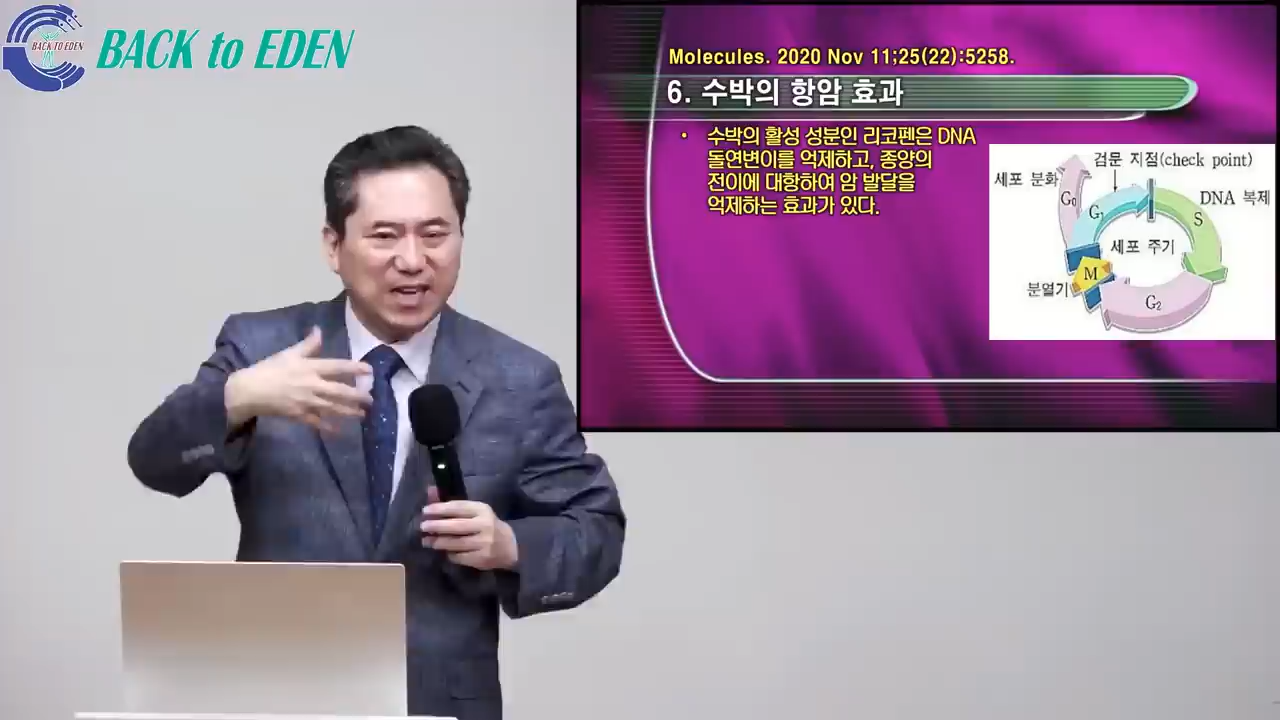 BACK TO EDEN
BACK to EDEN
Molecules. 2020 Nov 11;25(22):5258.
6. 수박의 항암 효과
• 수박의 활성 성분인 리코펜은 DNA
돌연변이를 억제하고, 종양의
전이에 대항하여 암 발달을
억제하는 효과가 있다.
검문 지점(check point)
세포 분화
G₀
G₁
DNA 복제
S
세포 주기
M
분열기
G₂